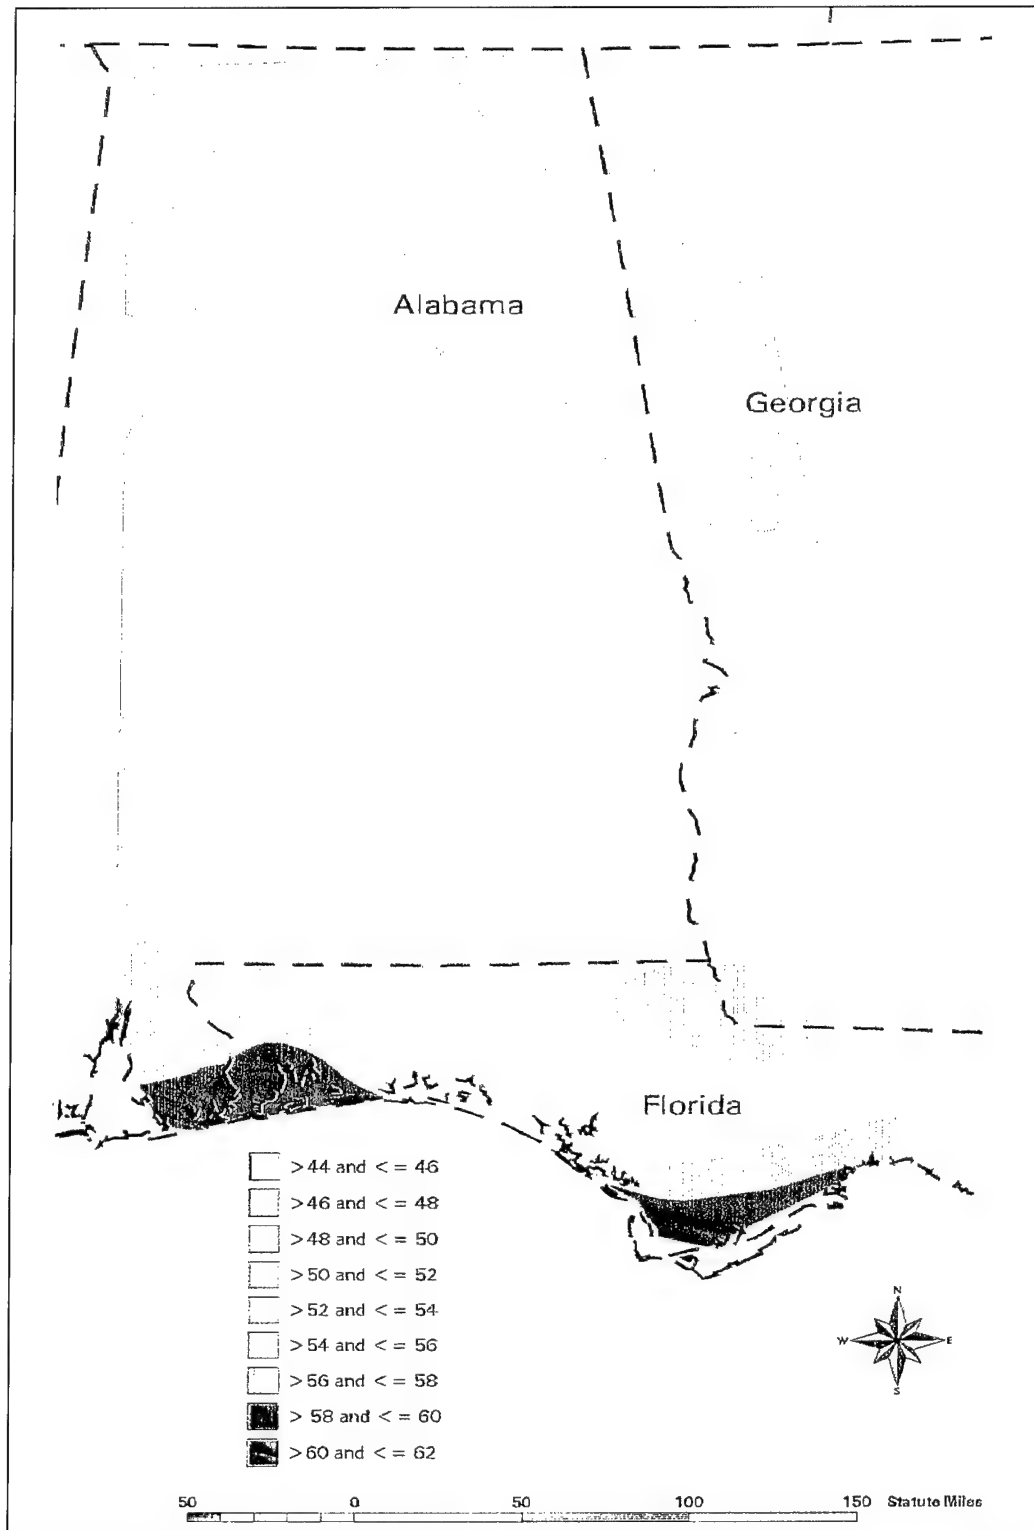 Alabama
Georgia
Florida
>44 and <= 46
>46 and <= 48
>48 and <= 50
>50 and <= 52
>52 and <= 54
>54 and <= 56
>56 and <= 58
> 58 and <= 60
>60 and <= 62
N
W E
S
50 0 50 100 150 Statute Miles